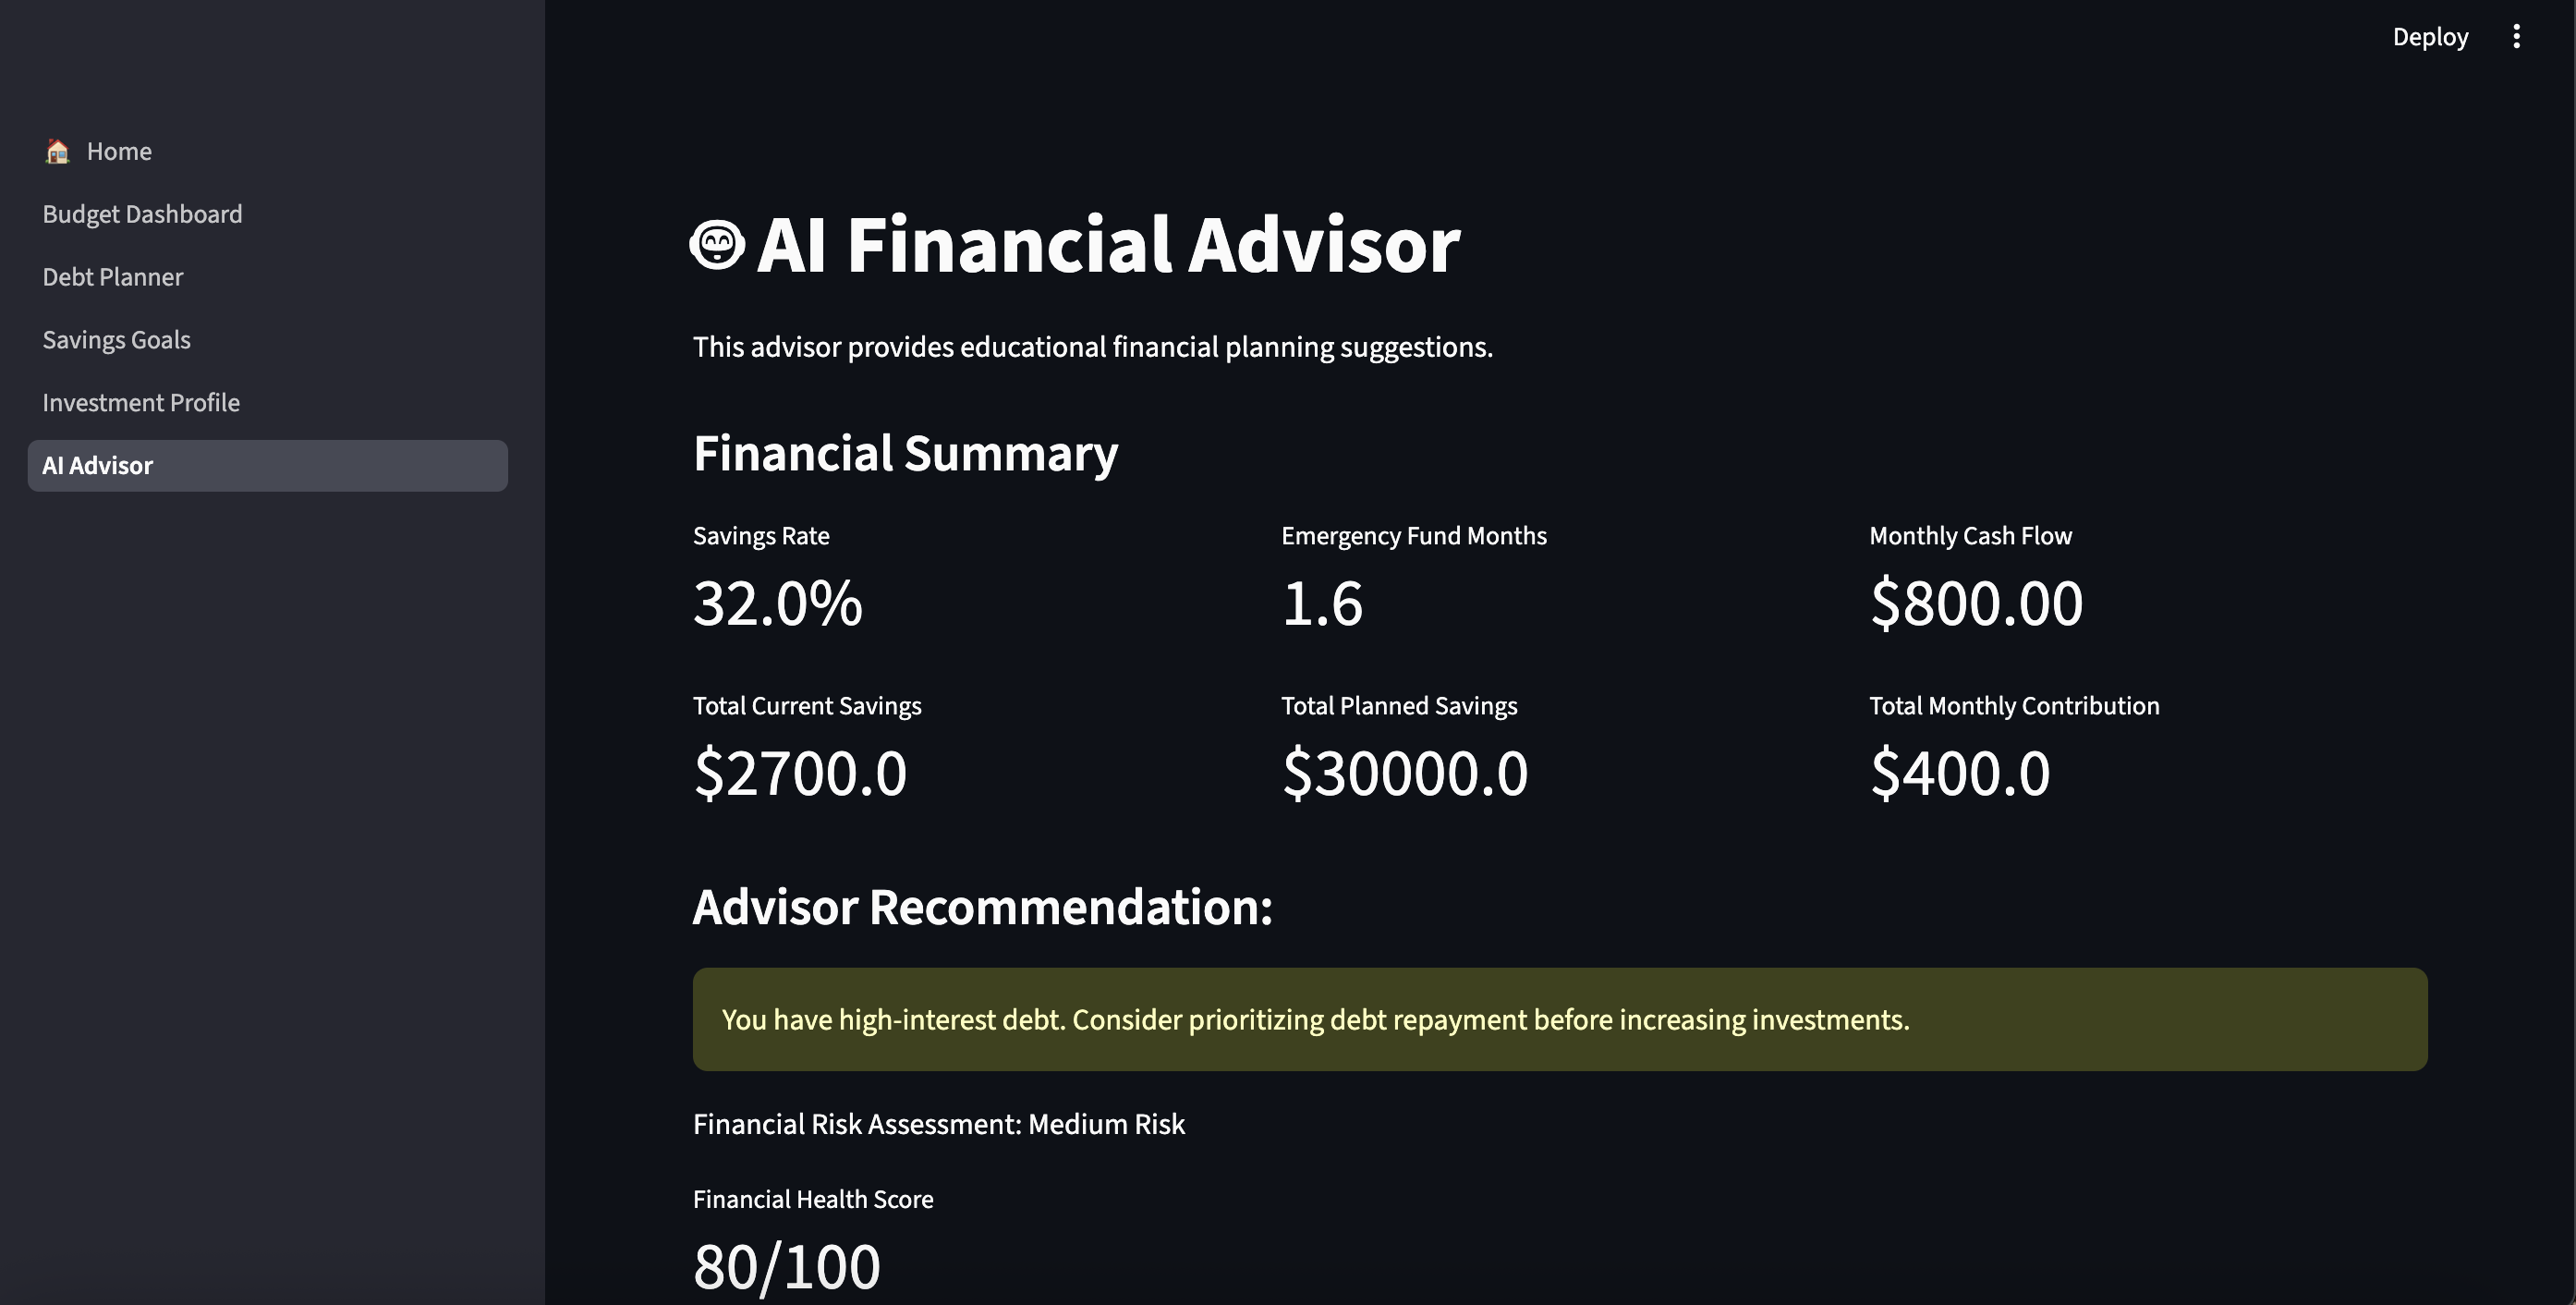 Deploy
Home
Budget Dashboard
Debt Planner
Savings Goals
Investment Profile
AI Advisor
AI Financial Advisor
This advisor provides educational financial planning suggestions.
Financial Summary
Savings Rate
32.0%
Emergency Fund Months
1.6
Monthly Cash Flow
$800.00
Total Current Savings
$2700.0
Total Planned Savings
$30000.0
Total Monthly Contribution
$400.0
Advisor Recommendation:
You have high-interest debt. Consider prioritizing debt repayment before increasing investments.
Financial Risk Assessment: Medium Risk
Financial Health Score
80/100